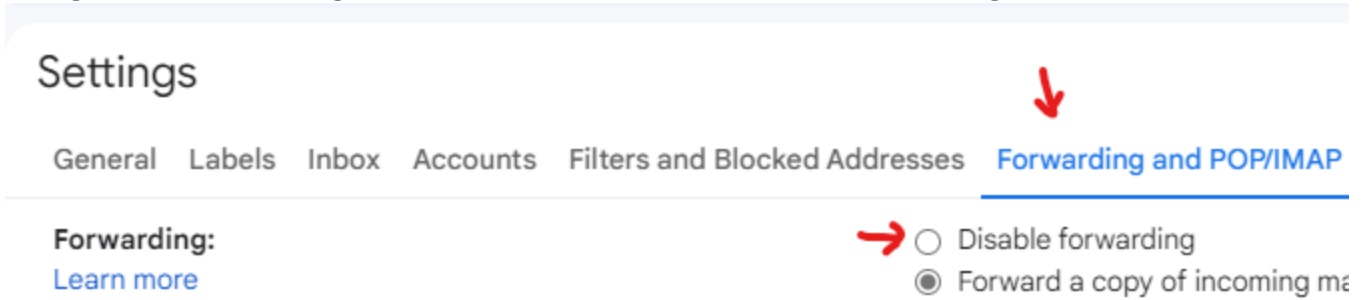 Settings
General Labels Inbox Accounts Filters and Blocked Addresses Forwarding and POP/IMAP
Forwarding: Disable forwarding
Learn more Forward a copy of incoming